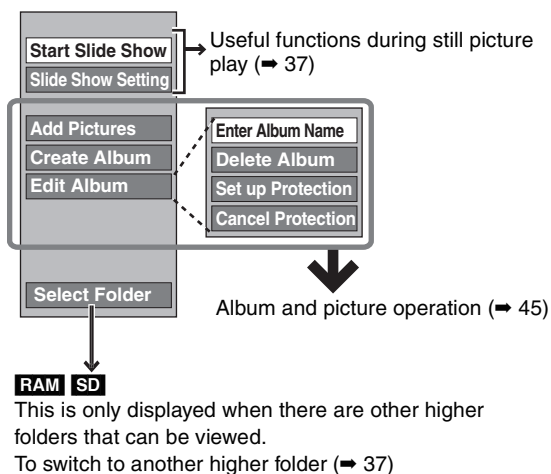 Start Slide Show
Slide Show Setting
Useful functions during still picture
play (➡ 37)
Add Pictures
Create Album
Edit Album
Enter Album Name
Delete Album
Set up Protection
Cancel Protection
Album and picture operation (➡ 45)
Select Folder
RAM SD
This is only displayed when there are other higher
folders that can be viewed.
To switch to another higher folder (➡ 37)